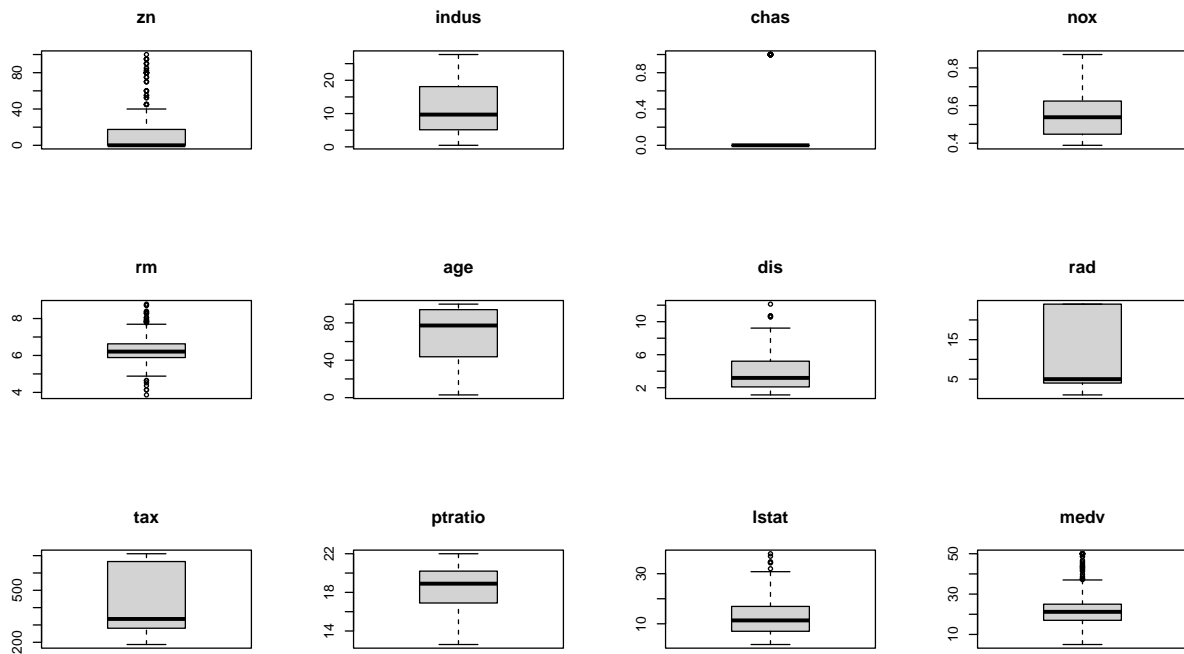 zn
indus
chas
nox
0 40 80
0 10 20
0.0 0.4 0.8
0.4 0.6 0.8
rm
age
dis
rad
4 6 8
0 40 80
2 6 10
5 15
tax
ptratio
lstat
medv
200 500
14 18 22
10 30
10 30 50